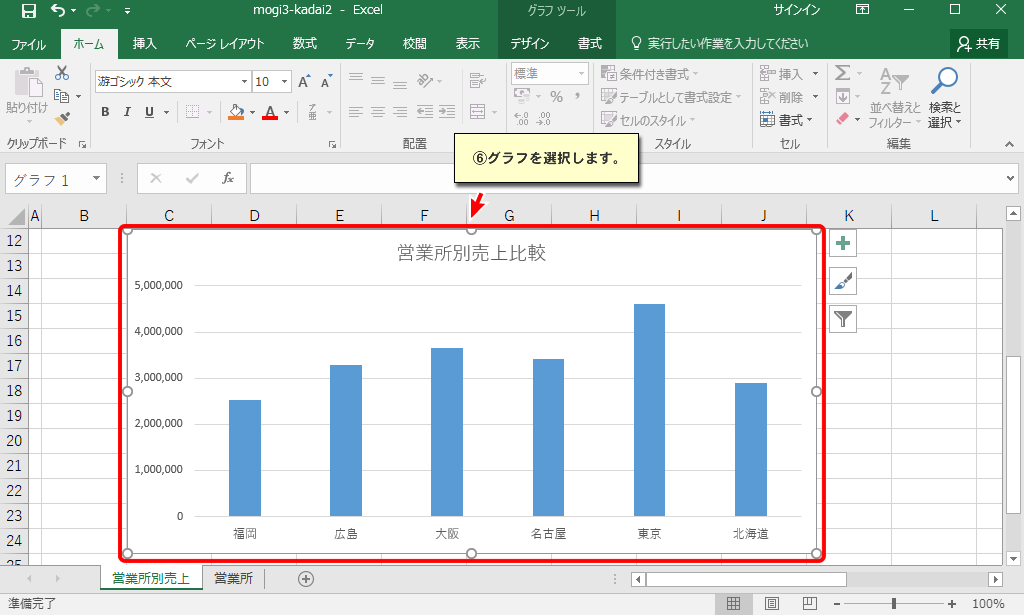 mogi3-kadai2 - Excel
グラフ ツール
サインイン
ファイル ホーム 挿入 ページ レイアウト 数式 データ 校閲 表示 デザイン 書式 実行したい作業を入力してください 共有
貼り付け
游ゴシック 本文 10 A A
B I U A
標準
% ,
条件付き書式
テーブルとして書式設定
セルのスタイル
挿入
削除
書式
Σ
並べ替えと
フィルター
検索と
選択
クリップボード フォント 配置 スタイル セル 編集
⑥グラフを選択します。
グラフ 1 fx
A B C D E F G H I J K L
12
13
14
15
16
17
18
19
20
21
22
23
24
25
営業所別売上比較
5,000,000
4,000,000
3,000,000
2,000,000
1,000,000
0
福岡 広島 大阪 名古屋 東京 北海道
営業所別売上 営業所
準備完了 100%